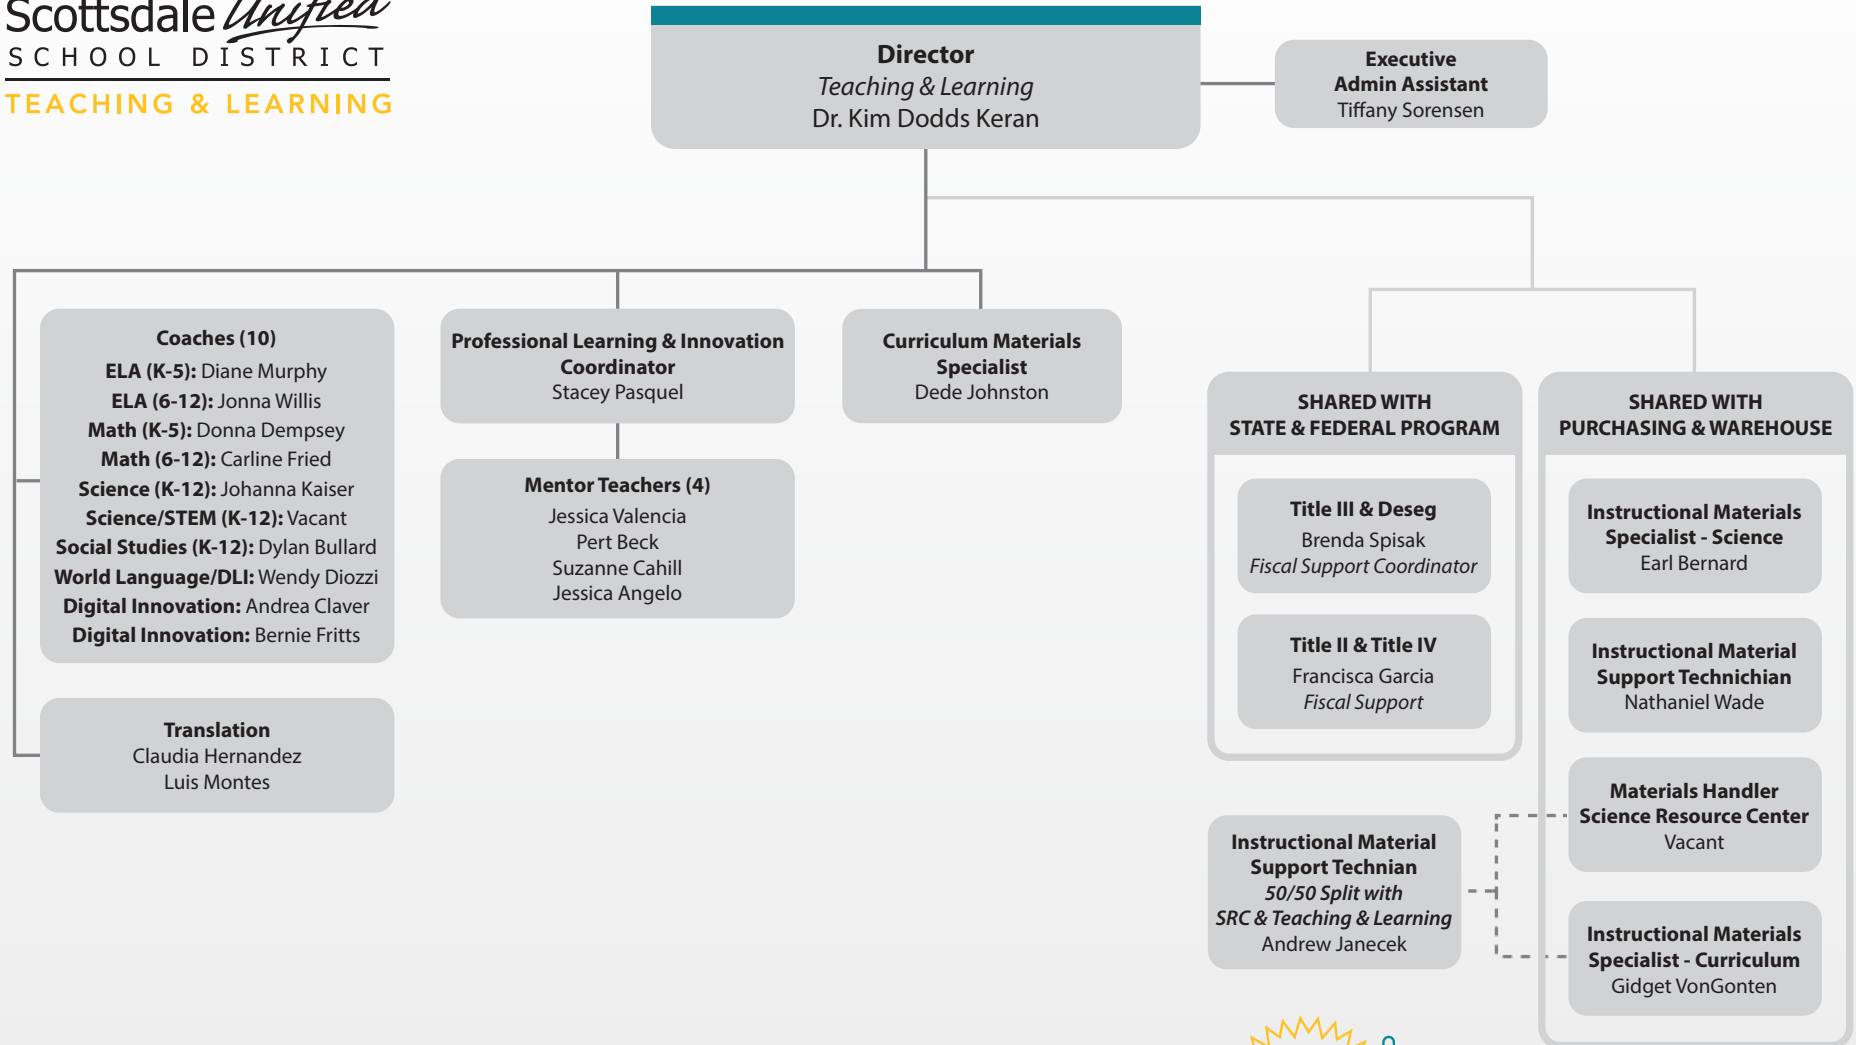 Scottsdale Unified
SCHOOL DISTRICT
TEACHING & LEARNING
Director
Teaching & Learning
Dr. Kim Dodds Keran
Executive
Admin Assistant
Tiffany Sorensen
Coaches (10)
ELA (K-5): Diane Murphy
ELA (6-12): Jonna Willis
Math (K-5): Donna Dempsey
Math (6-12): Carline Fried
Science (K-12): Johanna Kaiser
Science/STEM (K-12): Vacant
Social Studies (K-12): Dylan Bullard
World Language/DLI: Wendy Diozzi
Digital Innovation: Andrea Claver
Digital Innovation: Bernie Fritts
Translation
Claudia Hernandez
Luis Montes
Professional Learning & Innovation
Coordinator
Stacey Pasquel
Mentor Teachers (4)
Jessica Valencia
Pert Beck
Suzanne Cahill
Jessica Angelo
Curriculum Materials
Specialist
Dede Johnston
SHARED WITH
STATE & FEDERAL PROGRAM
Title III & Deseg
Brenda Spisak
Fiscal Support Coordinator
Title II & Title IV
Francisca Garcia
Fiscal Support
SHARED WITH
PURCHASING & WAREHOUSE
Instructional Materials
Specialist - Science
Earl Bernard
Instructional Material
Support Technichian
Nathaniel Wade
Materials Handler
Science Resource Center
Vacant
Instructional Materials
Specialist - Curriculum
Gidget VonGonten
Instructional Material
Support Technian
50/50 Split with
SRC & Teaching & Learning
Andrew Janecek